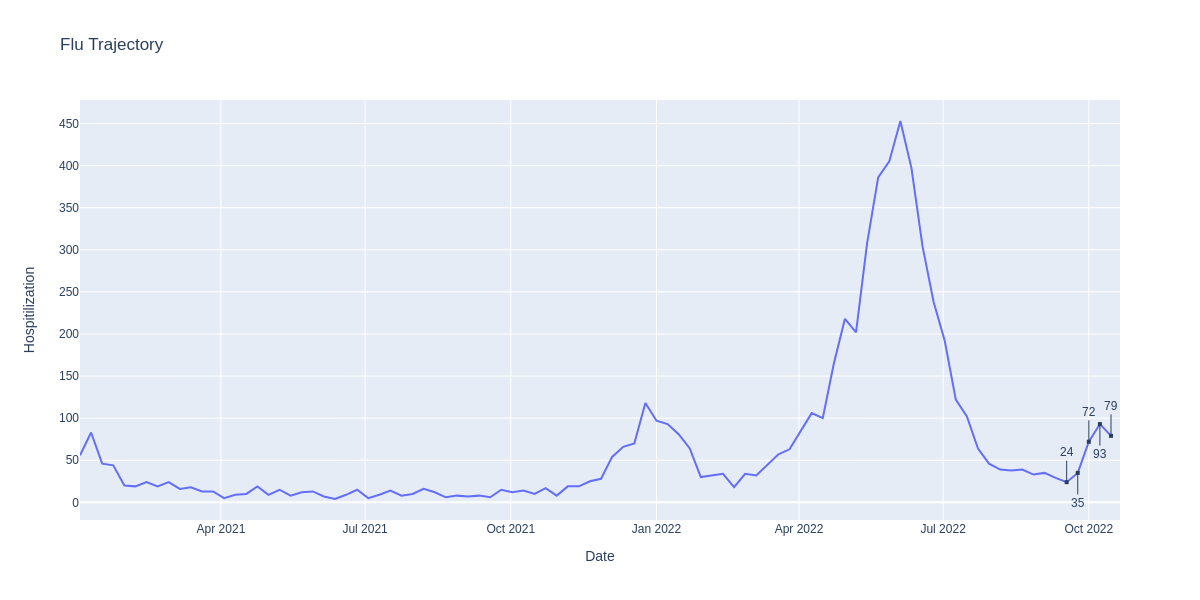 Flu Trajectory
Hospitilization
450
400
350
300
250
200
150
100
50
0
24
35
72
93
79
Apr 2021
Jul 2021
Oct 2021
Jan 2022
Apr 2022
Jul 2022
Oct 2022
Date